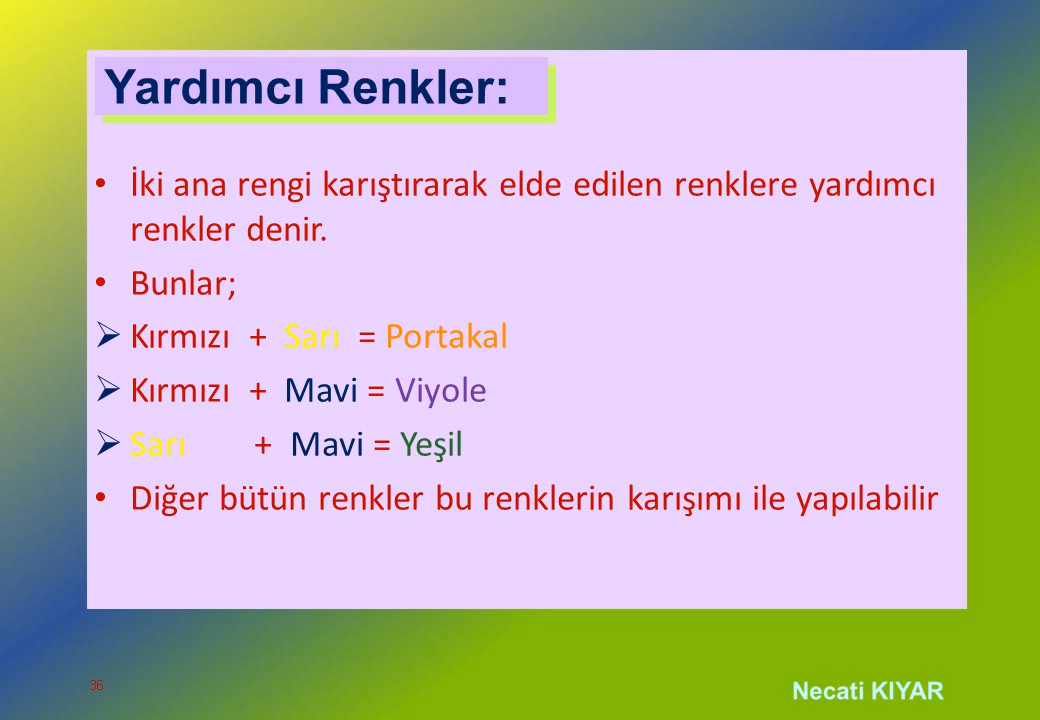 Yardımcı Renkler:
• İki ana rengi karıştırarak elde edilen renklere yardımcı
renkler denir.
• Bunlar;
➢ Kırmızı + Sarı = Portakal
➢ Kırmızı + Mavi = Viyole
➢ Sarı + Mavi = Yeşil
• Diğer bütün renkler bu renklerin karışımı ile yapılabilir
36
Necati KIYAR